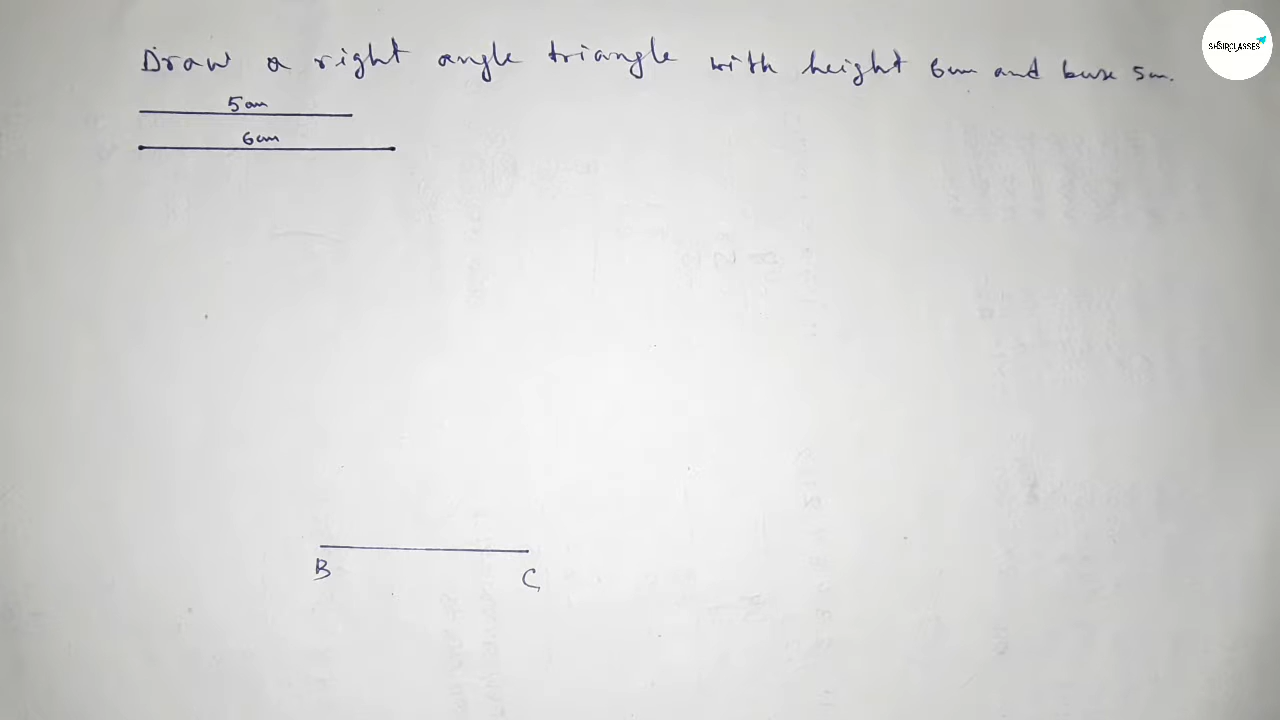 Draw a right angle triangle with height 6cm and base 5cm.
5cm
6cm
B
C
SHSIRCLASSES